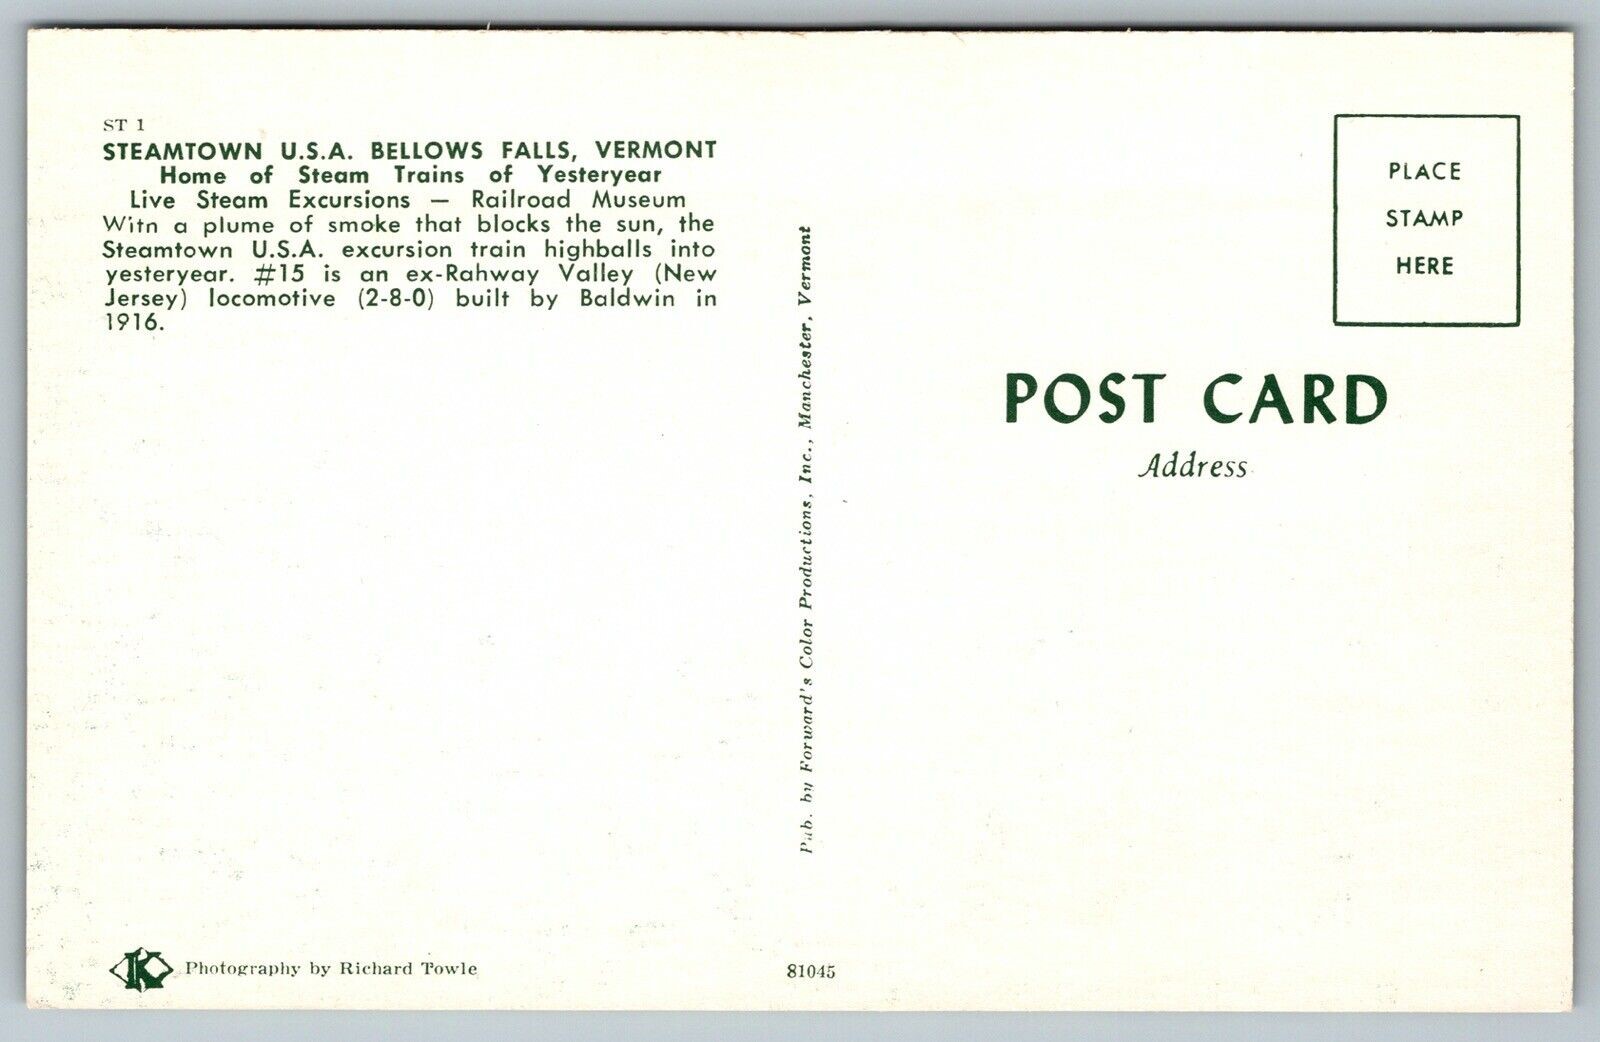 ST 1
STEAMTOWN U.S.A. BELLOWS FALLS, VERMONT
Home of Steam Trains of Yesteryear
Live Steam Excursions — Railroad Museum
Witn a plume of smoke that blocks the sun, the
Steamtown U.S.A. excursion train highballs into
yesteryear. #15 is an ex-Rahway Valley (New
Jersey) locomotive (2-8-0) built by Baldwin in
1916.
Pub. by Forward's Color Productions, Inc., Manchester, Vermont
PLACE
STAMP
HERE
POST CARD
Address
K
Photography by Richard Towle
81045